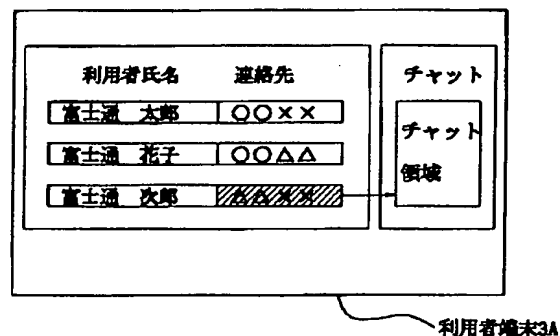 利用者氏名 連絡先
富士通 太郎 ○○××
富士通 花子 ○○△△
富士通 次郎 △△××
チャット
チャット
領域
利用者端末3A